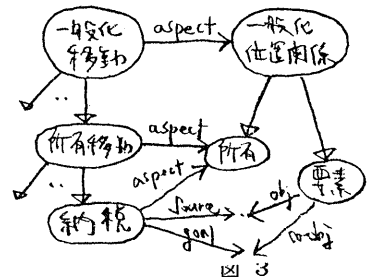 一般化
移動
aspect
一般化
位置関係
..
所有移動
aspect
所有
aspect
要素
..
納税
source
..
obj
goal
co-obj
図 3